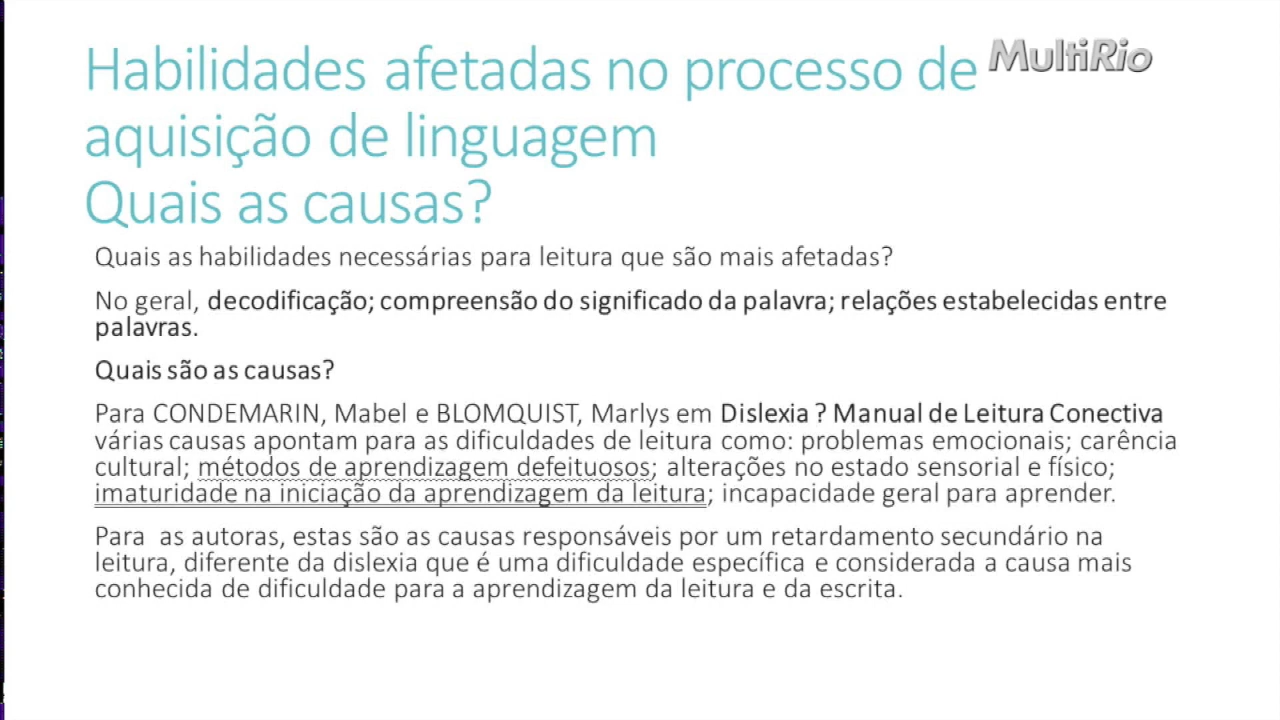 Habilidades afetadas no processo de
MultiRio
aquisição de linguagem
Quais as causas?
Quais as habilidades necessárias para leitura que são mais afetadas?
No geral, decodificação; compreensão do significado da palavra; relações estabelecidas entre
palavras.
Quais são as causas?
Para CONDEMARIN, Mabel e BLOMQUIST, Marlys em Dislexia ? Manual de Leitura Conectiva
várias causas apontam para as dificuldades de leitura como: problemas emocionais; carência
cultural; métodos de aprendizagem defeituosos; alterações no estado sensorial e físico;
imaturidade na iniciação da aprendizagem da leitura; incapacidade geral para aprender.
Para as autoras, estas são as causas responsáveis por um retardamento secundário na
leitura, diferente da dislexia que é uma dificuldade específica e considerada a causa mais
conhecida de dificuldade para a aprendizagem da leitura e da escrita.